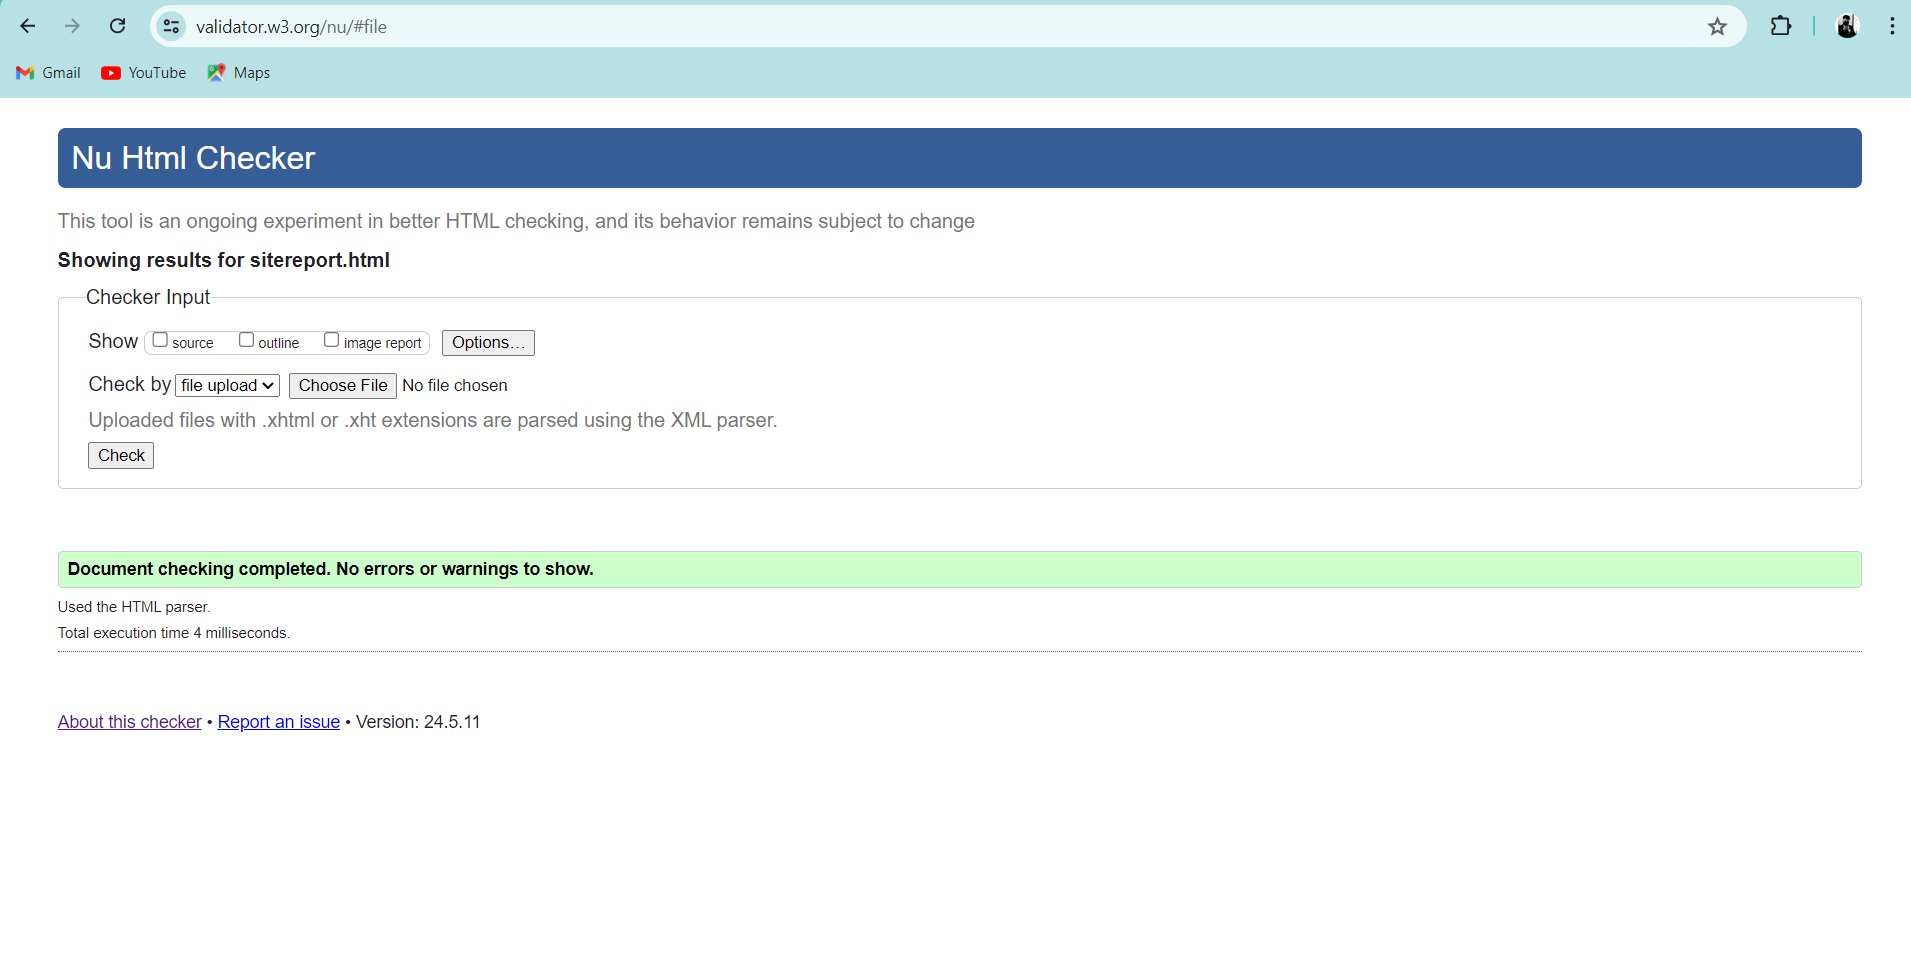 validator.w3.org/nu/#file
Gmail YouTube Maps
Nu Html Checker
This tool is an ongoing experiment in better HTML checking, and its behavior remains subject to change
Showing results for sitereport.html
Checker Input
Show source outline image report Options...
Check by file upload Choose File No file chosen
Uploaded files with .xhtml or .xht extensions are parsed using the XML parser.
Check
Document checking completed. No errors or warnings to show.
Used the HTML parser.
Total execution time 4 milliseconds.
About this checker • Report an issue • Version: 24.5.11